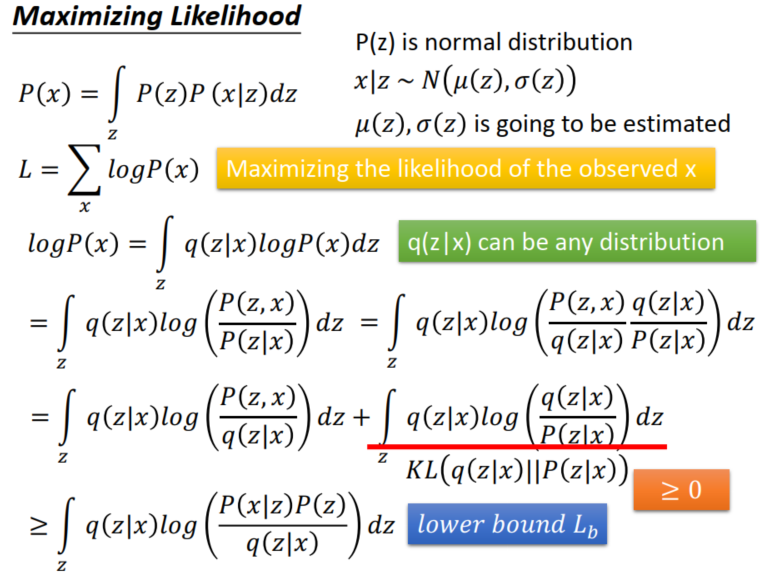 Maximizing Likelihood
P(z) is normal distribution
P(x) = ∫_z P(z)P(x|z)dz
x|z ~ N(μ(z), σ(z))
μ(z), σ(z) is going to be estimated
L = ∑_x logP(x)
Maximizing the likelihood of the observed x
logP(x) = ∫_z q(z|x)logP(x)dz
q(z|x) can be any distribution
= ∫_z q(z|x)log(P(z,x)/P(z|x))dz = ∫_z q(z|x)log(P(z,x)/q(z|x) q(z|x)/P(z|x))dz
= ∫_z q(z|x)log(P(z,x)/q(z|x))dz + ∫_z q(z|x)log(q(z|x)/P(z|x))dz
KL(q(z|x)||P(z|x))
≥ 0
≥ ∫_z q(z|x)log(P(x|z)P(z)/q(z|x))dz
lower bound L_b